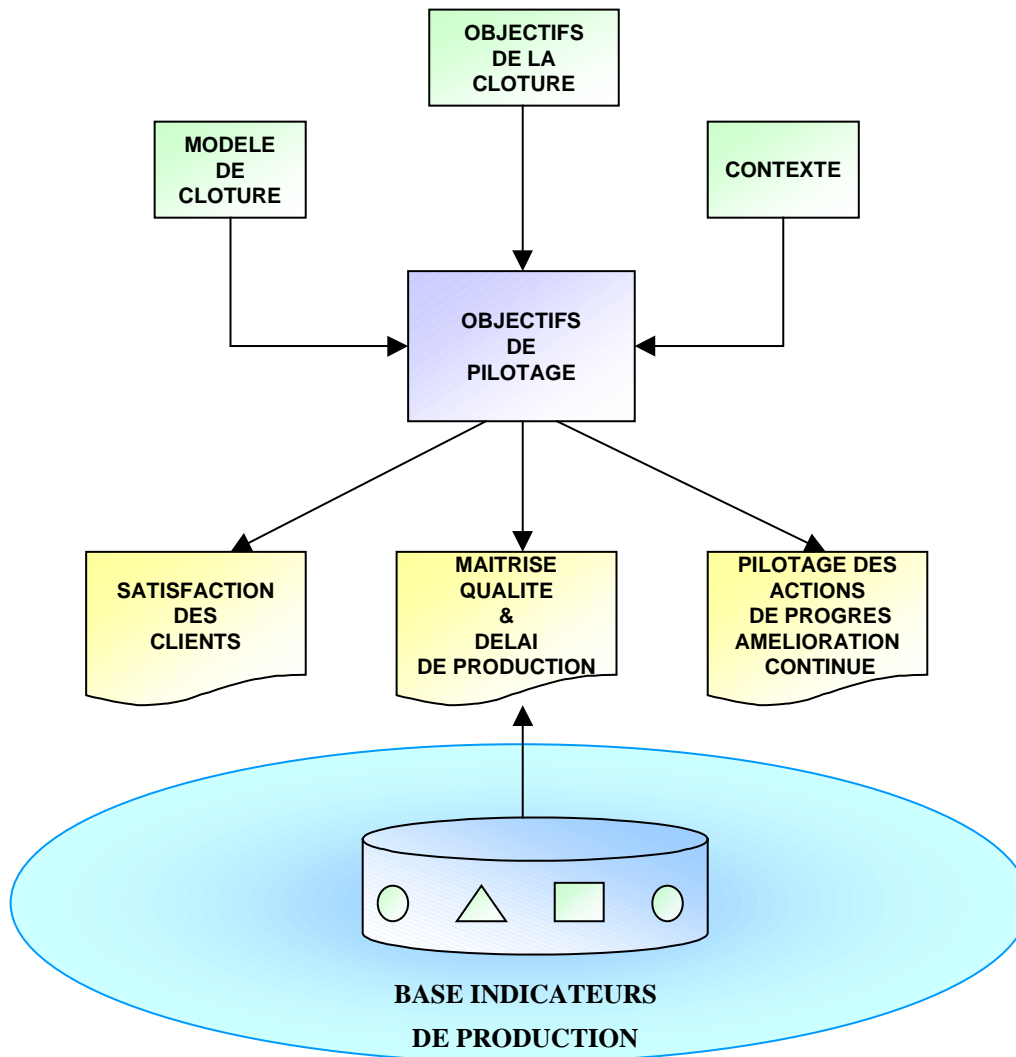 OBJECTIFS
DE LA
CLOTURE
MODELE
DE
CLOTURE
CONTEXTE
OBJECTIFS
DE
PILOTAGE
SATISFACTION
DES
CLIENTS
MAITRISE
QUALITE
&
DELAI
DE PRODUCTION
PILOTAGE DES
ACTIONS
DE PROGRES
AMELIORATION
CONTINUE
BASE INDICATEURS
DE PRODUCTION